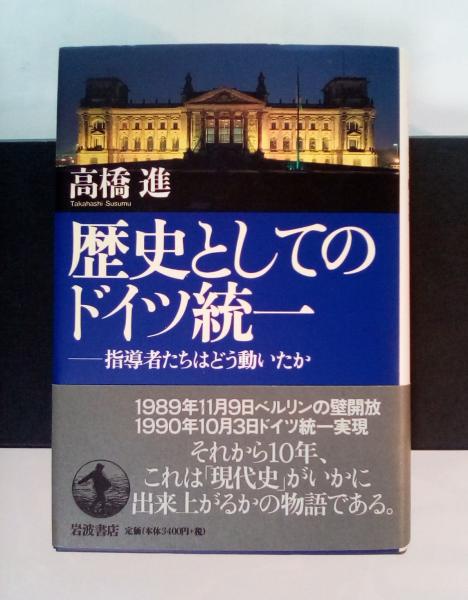 高橋 進
Takahashi Susumu
歴史としての
ドイツ統一
――指導者たちはどう動いたか
1989年11月9日ベルリンの壁開放
1990年10月3日ドイツ統一実現
それから10年、
これは「現代史」がいかに
出来上がるかの物語である。
岩波書店 定価(本体3400円+税)